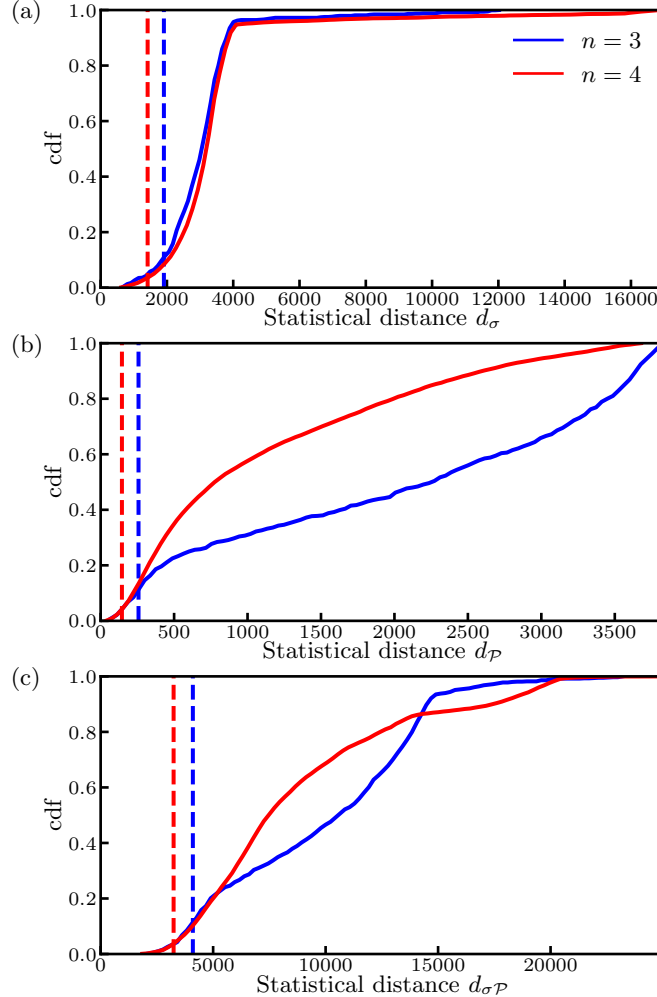 (a)
1.0
0.8
0.6
0.4
0.2
0.0
cdf
n = 3
n = 4
0 2000 4000 6000 8000 10000 12000 14000 16000
Statistical distance d_σ
(b)
1.0
0.8
0.6
0.4
0.2
0.0
cdf
0 500 1000 1500 2000 2500 3000 3500
Statistical distance d_𝒫
(c)
1.0
0.8
0.6
0.4
0.2
0.0
cdf
0 5000 10000 15000 20000
Statistical distance d_σ𝒫